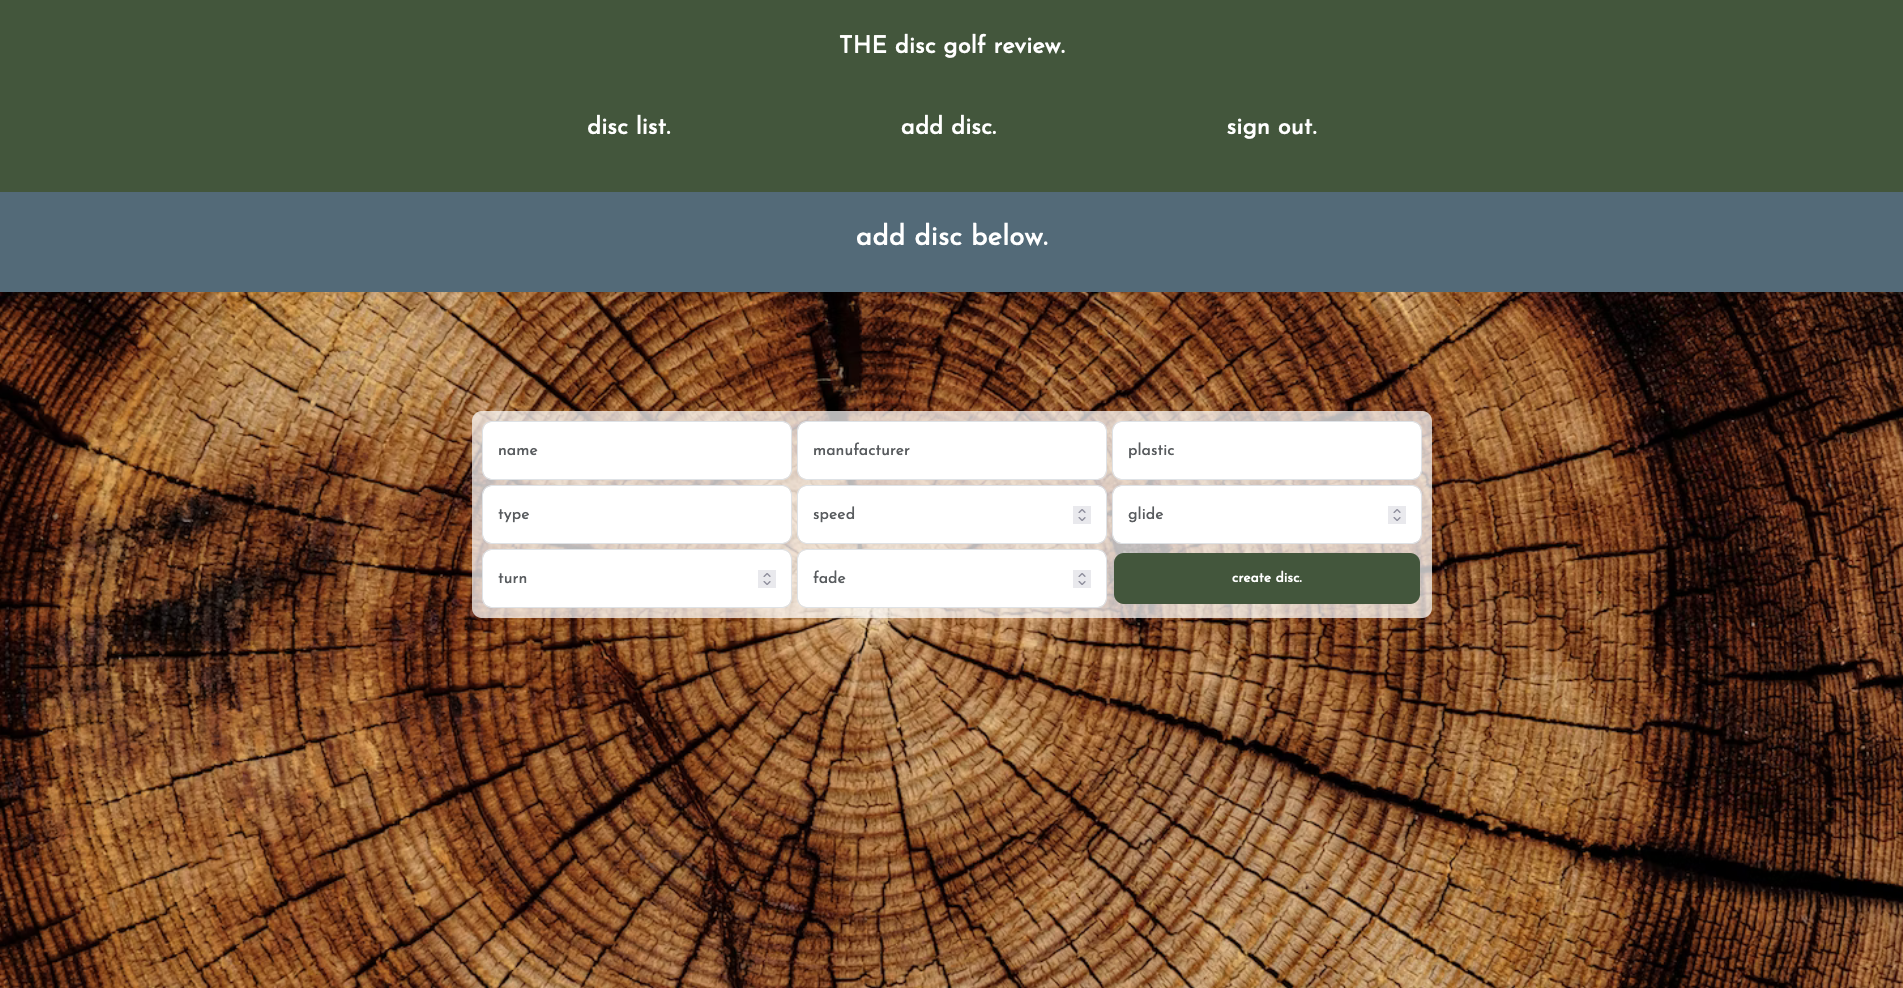 THE disc golf review.
disc list. add disc. sign out.
add disc below.
name manufacturer plastic
type speed glide
turn fade create disc.